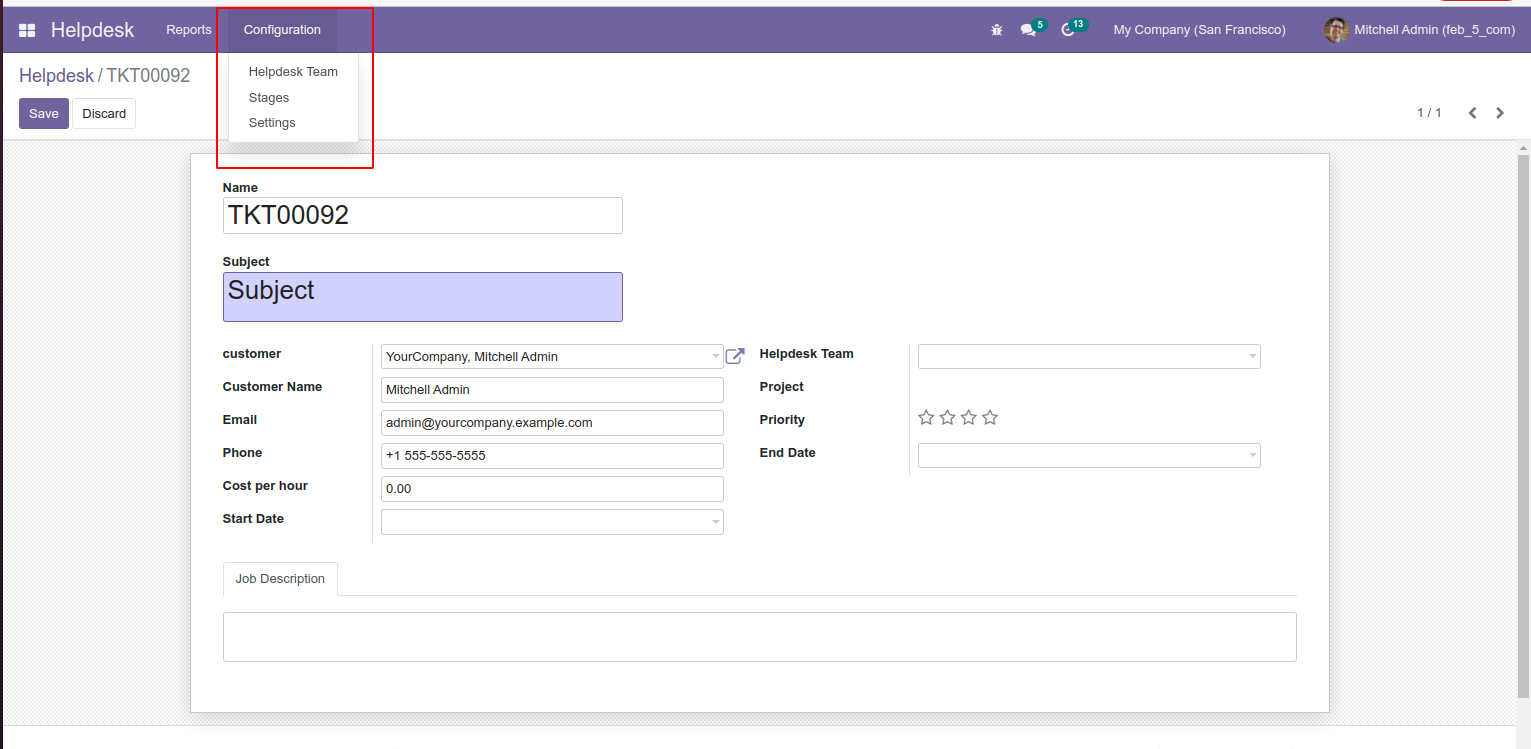 Helpdesk Reports Configuration 5 13 My Company (San Francisco) Mitchell Admin (feb_5_com)
Helpdesk Team
Stages
Settings
Helpdesk / TKT00092
Save Discard 1 / 1
Name
TKT00092
Subject
Subject
customer YourCompany, Mitchell Admin Helpdesk Team
Customer Name Mitchell Admin Project
Email admin@yourcompany.example.com Priority
Phone +1 555-555-5555 End Date
Cost per hour 0.00
Start Date
Job Description